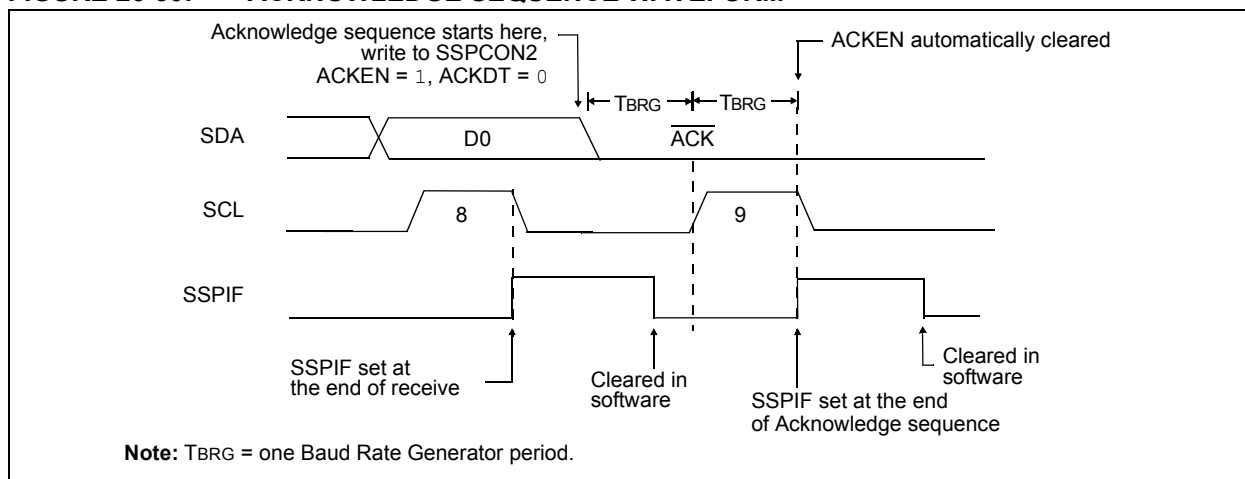 Acknowledge sequence starts here,
write to SSPCON2
ACKEN = 1, ACKDT = 0
ACKEN automatically cleared
TBRG
TBRG
SDA
D0
ACK
SCL
8
9
SSPIF
SSPIF set at
the end of receive
Cleared in
software
SSPIF set at the end
of Acknowledge sequence
Cleared in
software
Note: TBRG = one Baud Rate Generator period.